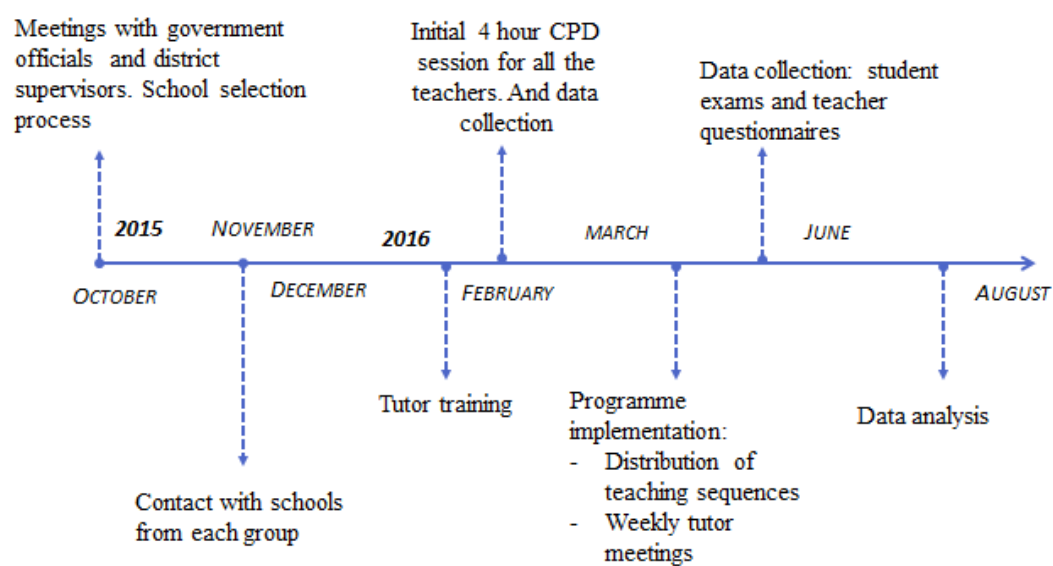 Meetings with government
officials and district
supervisors. School selection
process
Initial 4 hour CPD
session for all the
teachers. And data
collection
Data collection: student
exams and teacher
questionnaires
2015
NOVEMBER
2016
MARCH
JUNE
OCTOBER
DECEMBER
FEBRUARY
AUGUST
Tutor training
Programme
implementation:
- Distribution of
teaching sequences
- Weekly tutor
meetings
Data analysis
Contact with schools
from each group